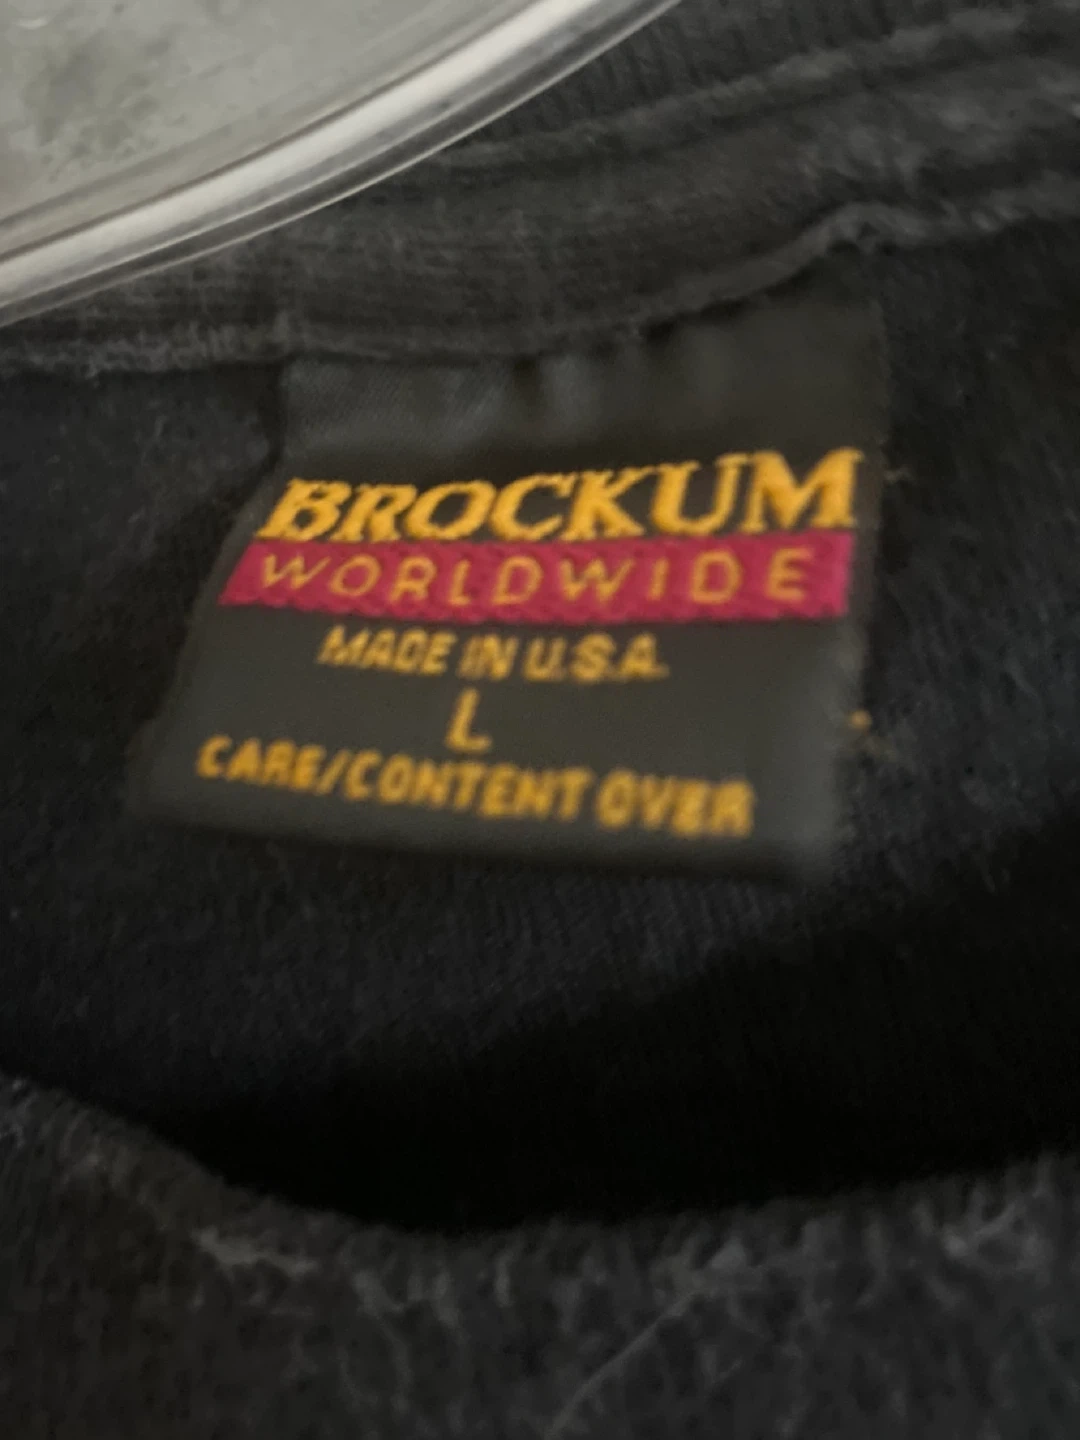 BROCKUM
WORLDWIDE
MADE IN U.S.A.
L
CARE/CONTENT OVER